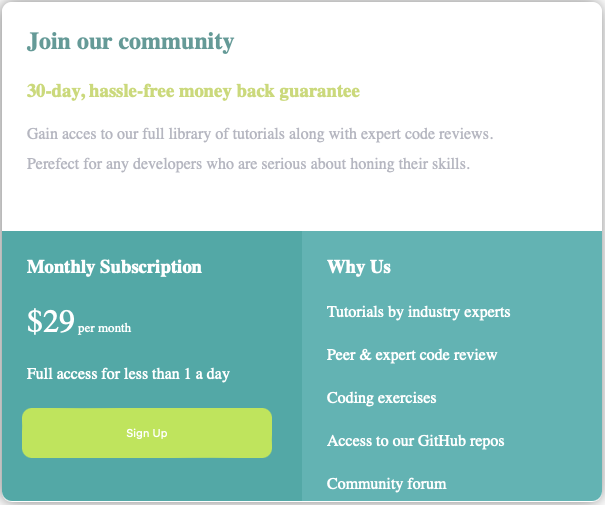 Join our community
30-day, hassle-free money back guarantee
Gain acces to our full library of tutorials along with expert code reviews.
Perefect for any developers who are serious about honing their skills.
Monthly Subscription
$29 per month
Full access for less than 1 a day
Sign Up
Why Us
Tutorials by industry experts
Peer & expert code review
Coding exercises
Access to our GitHub repos
Community forum